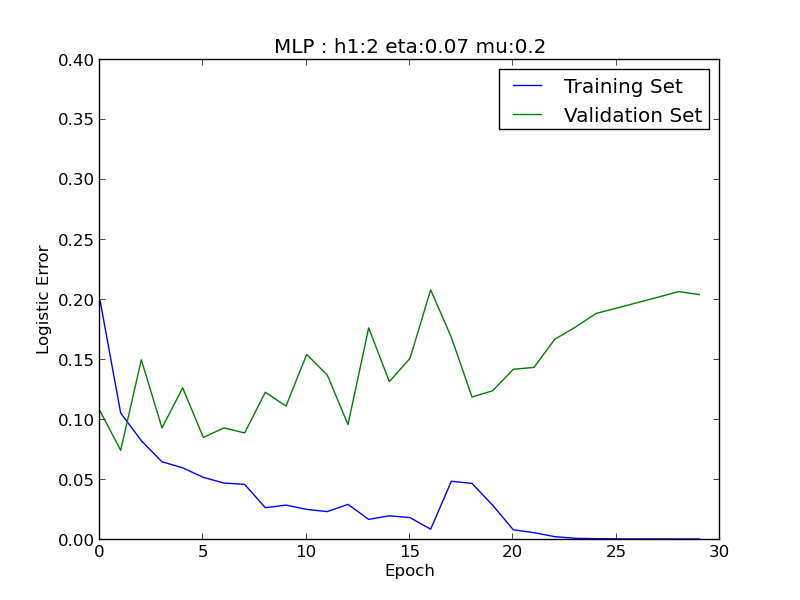 MLP : h1:2 eta:0.07 mu:0.2
Training Set
Validation Set
0.40
0.35
0.30
0.25
0.20
0.15
0.10
0.05
0.00
Logistic Error
0 5 10 15 20 25 30
Epoch